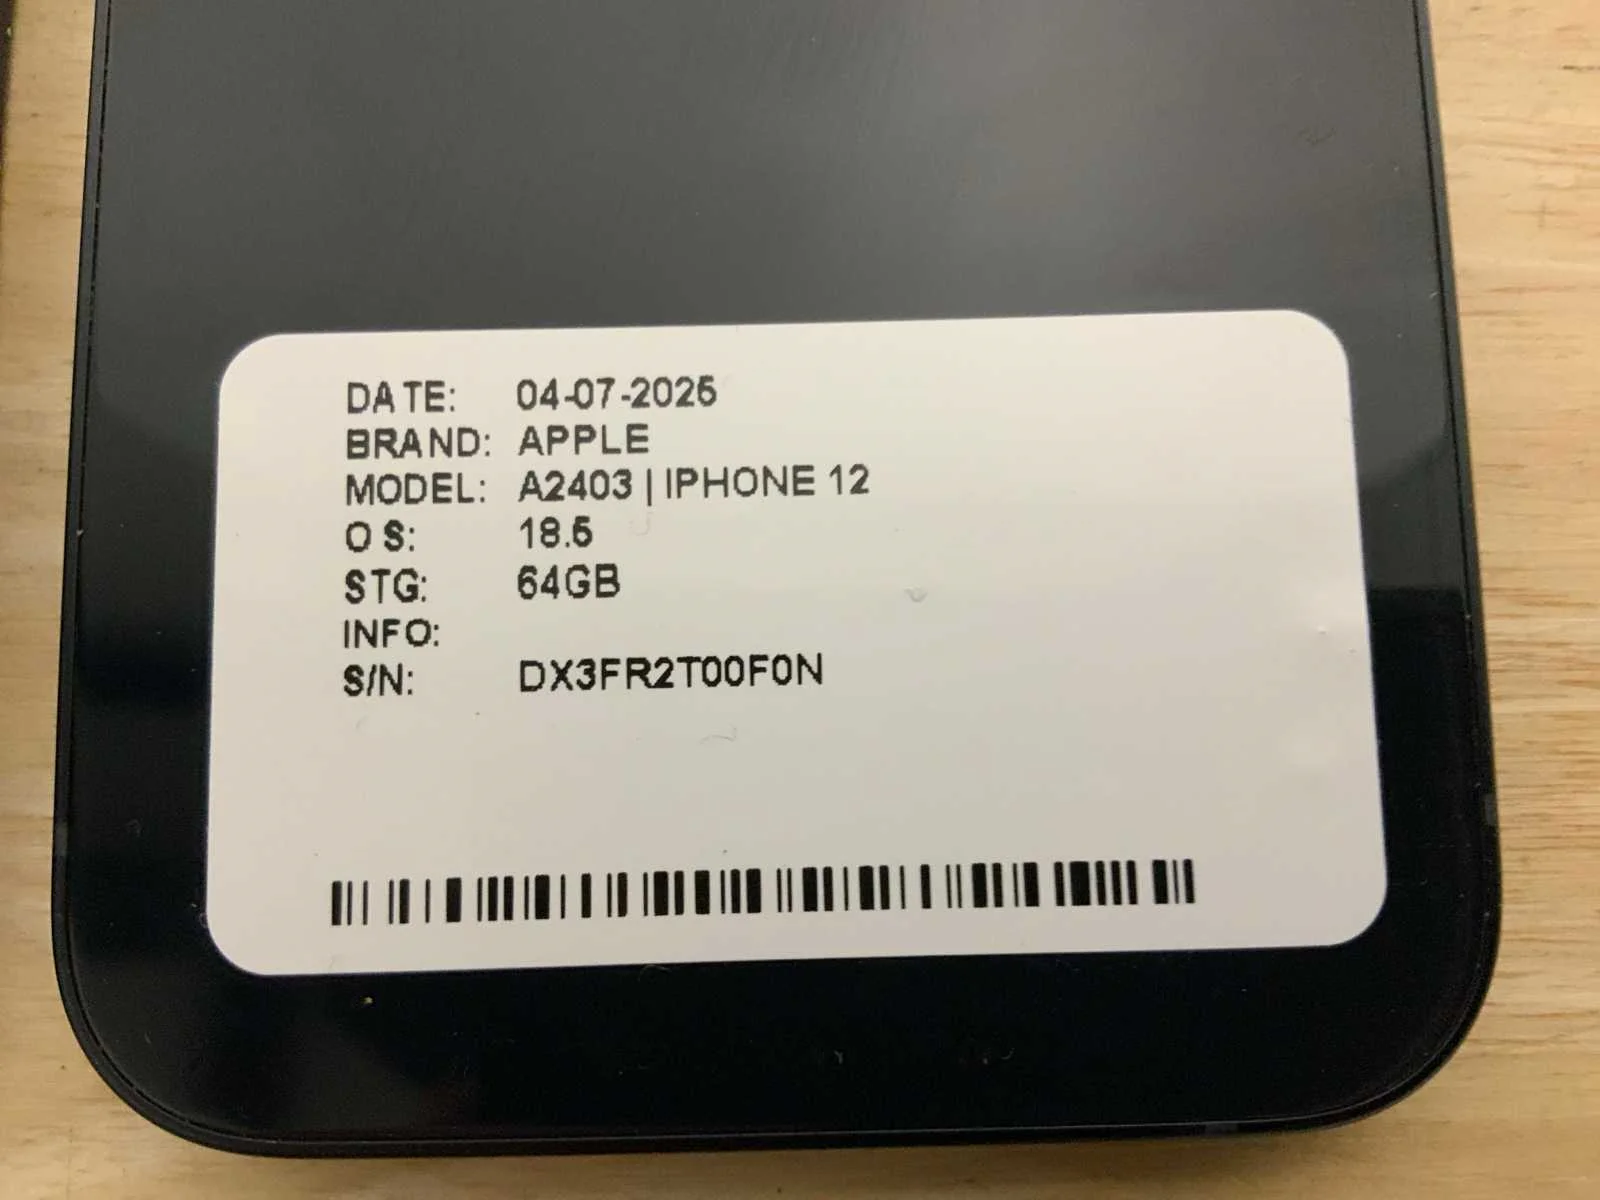 DATE: 04-07-2025
BRAND: APPLE
MODEL: A2403 | IPHONE 12
OS: 18.5
STG: 64GB
INFO:
S/N: DX3FR2T00F0N